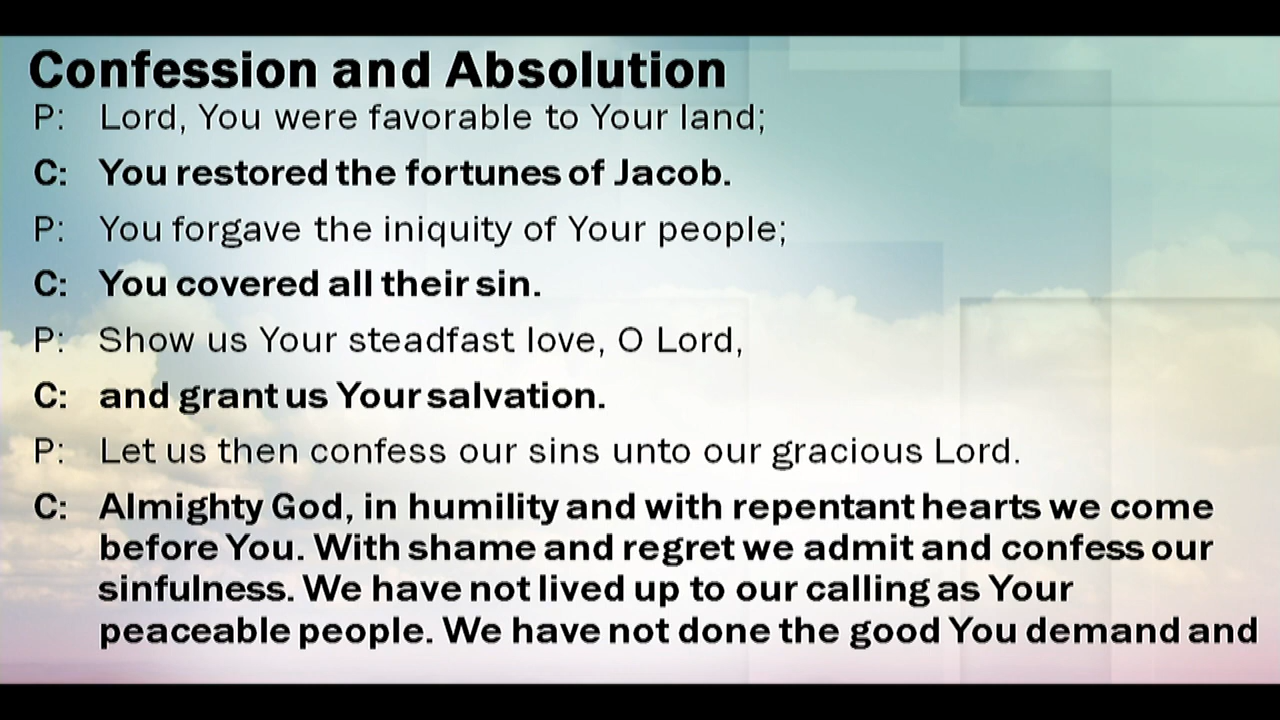 Confession and Absolution
P: Lord, You were favorable to Your land;
C: You restored the fortunes of Jacob.
P: You forgave the iniquity of Your people;
C: You covered all their sin.
P: Show us Your steadfast love, O Lord,
C: and grant us Your salvation.
P: Let us then confess our sins unto our gracious Lord.
C: Almighty God, in humility and with repentant hearts we come
before You. With shame and regret we admit and confess our
sinfulness. We have not lived up to our calling as Your
peaceable people. We have not done the good You demand and